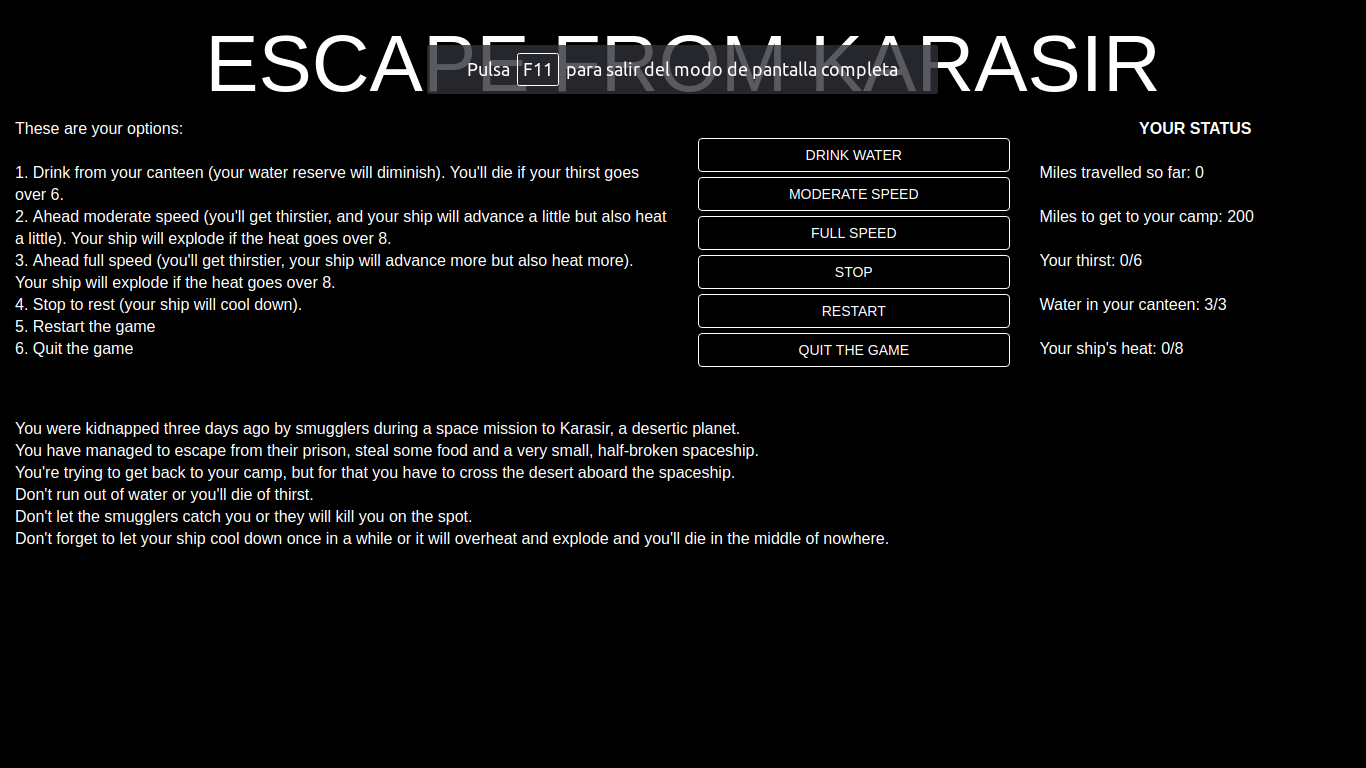 ESCAPE FROM KARASIR
Pulsa F11 para salir del modo de pantalla completa
These are your options:
1. Drink from your canteen (your water reserve will diminish). You'll die if your thirst goes
over 6.
2. Ahead moderate speed (you'll get thirstier, and your ship will advance a little but also heat
a little). Your ship will explode if the heat goes over 8.
3. Ahead full speed (you'll get thirstier, your ship will advance more but also heat more).
Your ship will explode if the heat goes over 8.
4. Stop to rest (your ship will cool down).
5. Restart the game
6. Quit the game
DRINK WATER
MODERATE SPEED
FULL SPEED
STOP
RESTART
QUIT THE GAME
YOUR STATUS
Miles travelled so far: 0
Miles to get to your camp: 200
Your thirst: 0/6
Water in your canteen: 3/3
Your ship's heat: 0/8
You were kidnapped three days ago by smugglers during a space mission to Karasir, a desertic planet.
You have managed to escape from their prison, steal some food and a very small, half-broken spaceship.
You're trying to get back to your camp, but for that you have to cross the desert aboard the spaceship.
Don't run out of water or you'll die of thirst.
Don't let the smugglers catch you or they will kill you on the spot.
Don't forget to let your ship cool down once in a while or it will overheat and explode and you'll die in the middle of nowhere.